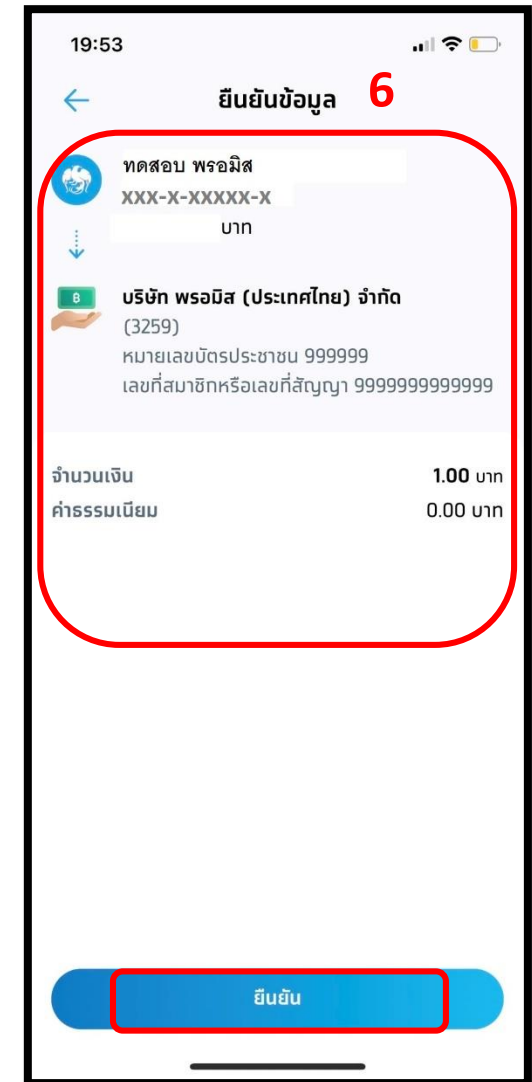 19:53
ยืนยันข้อมูล 6
ทดสอบ พรอมิส
XXX-X-XXXXX-X
บาท
฿
บริษัท พรอมิส (ประเทศไทย) จำกัด
(3259)
หมายเลขบัตรประชาชน 999999
เลขที่สมาชิกหรือเลขที่สัญญา 9999999999999
จำนวนเงิน 1.00 บาท
ค่าธรรมเนียม 0.00 บาท
ยืนยัน